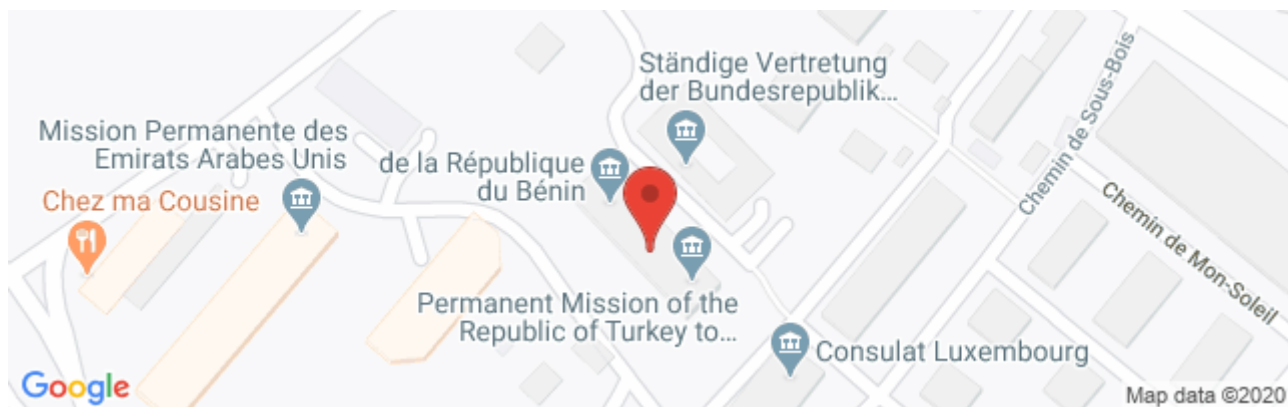 Ständige Vertretung
der Bundesrepublik...
Chemin de Sous-Bois
Mission Permanente des
Emirats Arabes Unis
de la République
du Bénin
Chez ma Cousine
Chemin de Mon-Soleil
Permanent Mission of the
Republic of Turkey to...
Consulat Luxembourg
Google
Map data ©2020